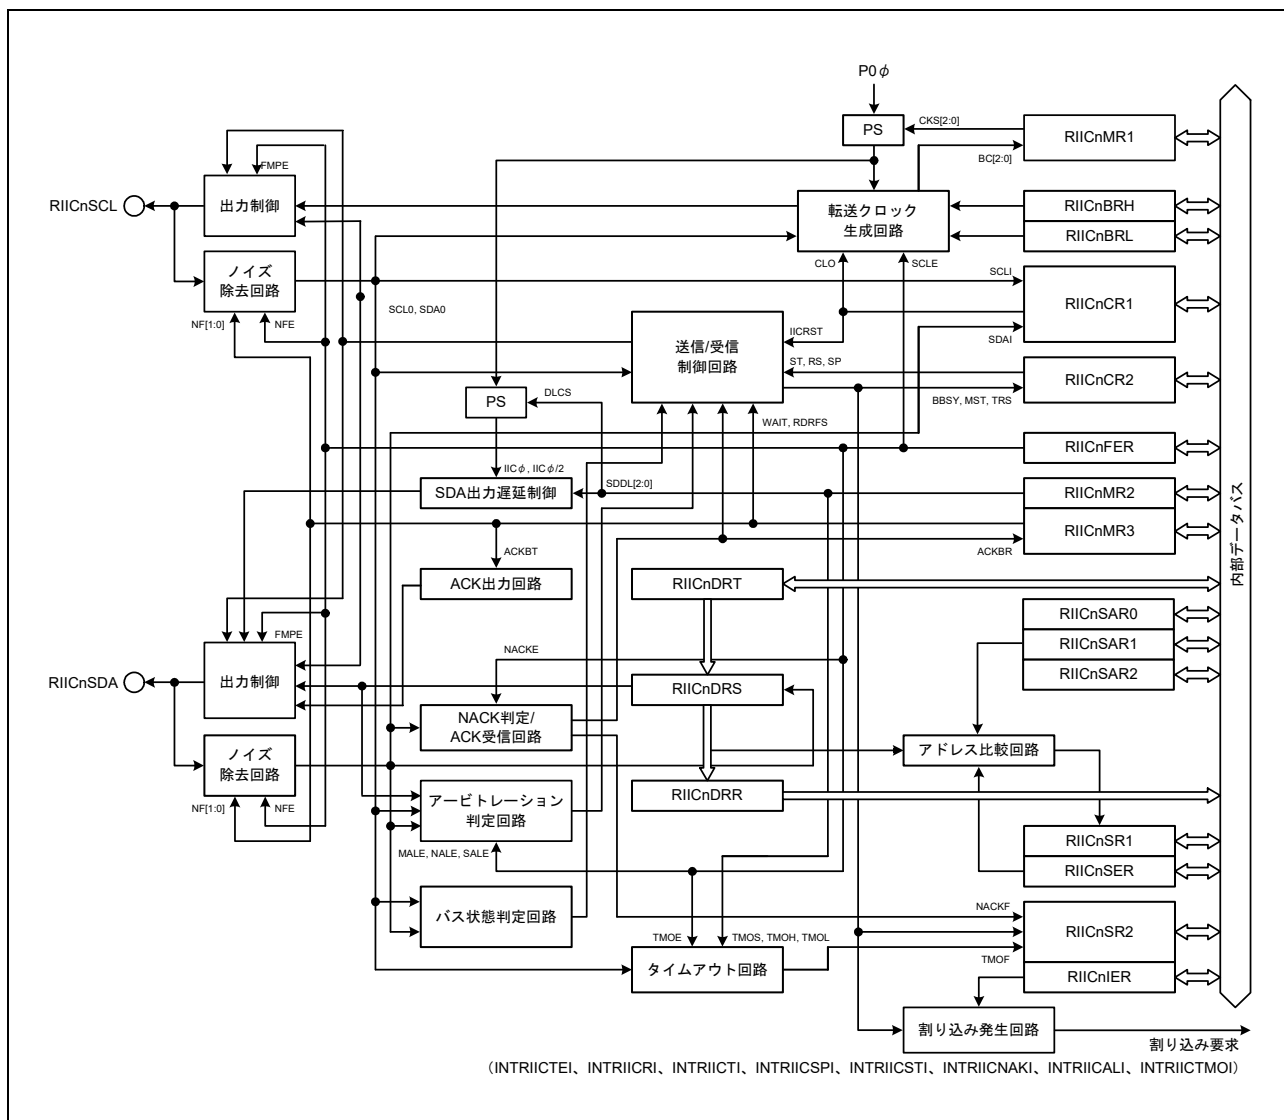 P0φ
PS
CKS[2:0]
BC[2:0]
RIICnMR1
FMPE
RIICnSCL
出力制御
転送クロック
生成回路
RIICnBRH
RIICnBRL
CLO
SCLE
SCLI
ノイズ
除去回路
RIICnCR1
SCL0, SDA0
NF[1:0]
NFE
IICRST
SDAI
送信/受信
制御回路
ST, RS, SP
RIICnCR2
BBSY, MST, TRS
PS
DLCS
WAIT, RDRFS
RIICnFER
IICφ, IICφ/2
SDDL[2:0]
SDA出力遅延制御
RIICnMR2
RIICnMR3
ACKBT
ACKBR
内部データバス
ACK出力回路
RIICnDRT
RIICnSAR0
RIICnSAR1
RIICnSAR2
FMPE
NACKE
RIICnSDA
出力制御
RIICnDRS
NACK判定/
ACK受信回路
アドレス比較回路
ノイズ
除去回路
NF[1:0]
NFE
アービトレーション
判定回路
RIICnDRR
MALE, NALE, SALE
RIICnSR1
RIICnSER
バス状態判定回路
NACKF
RIICnSR2
TMOE
TMOS, TMOH, TMOL
TMOF
タイムアウト回路
RIICnIER
割り込み発生回路
割り込み要求
（INTRIICTEI、INTRIICRI、INTRIICTI、INTRIICSPI、INTRIICSTI、INTRIICNAKI、INTRIICALI、INTRIICTMOI）